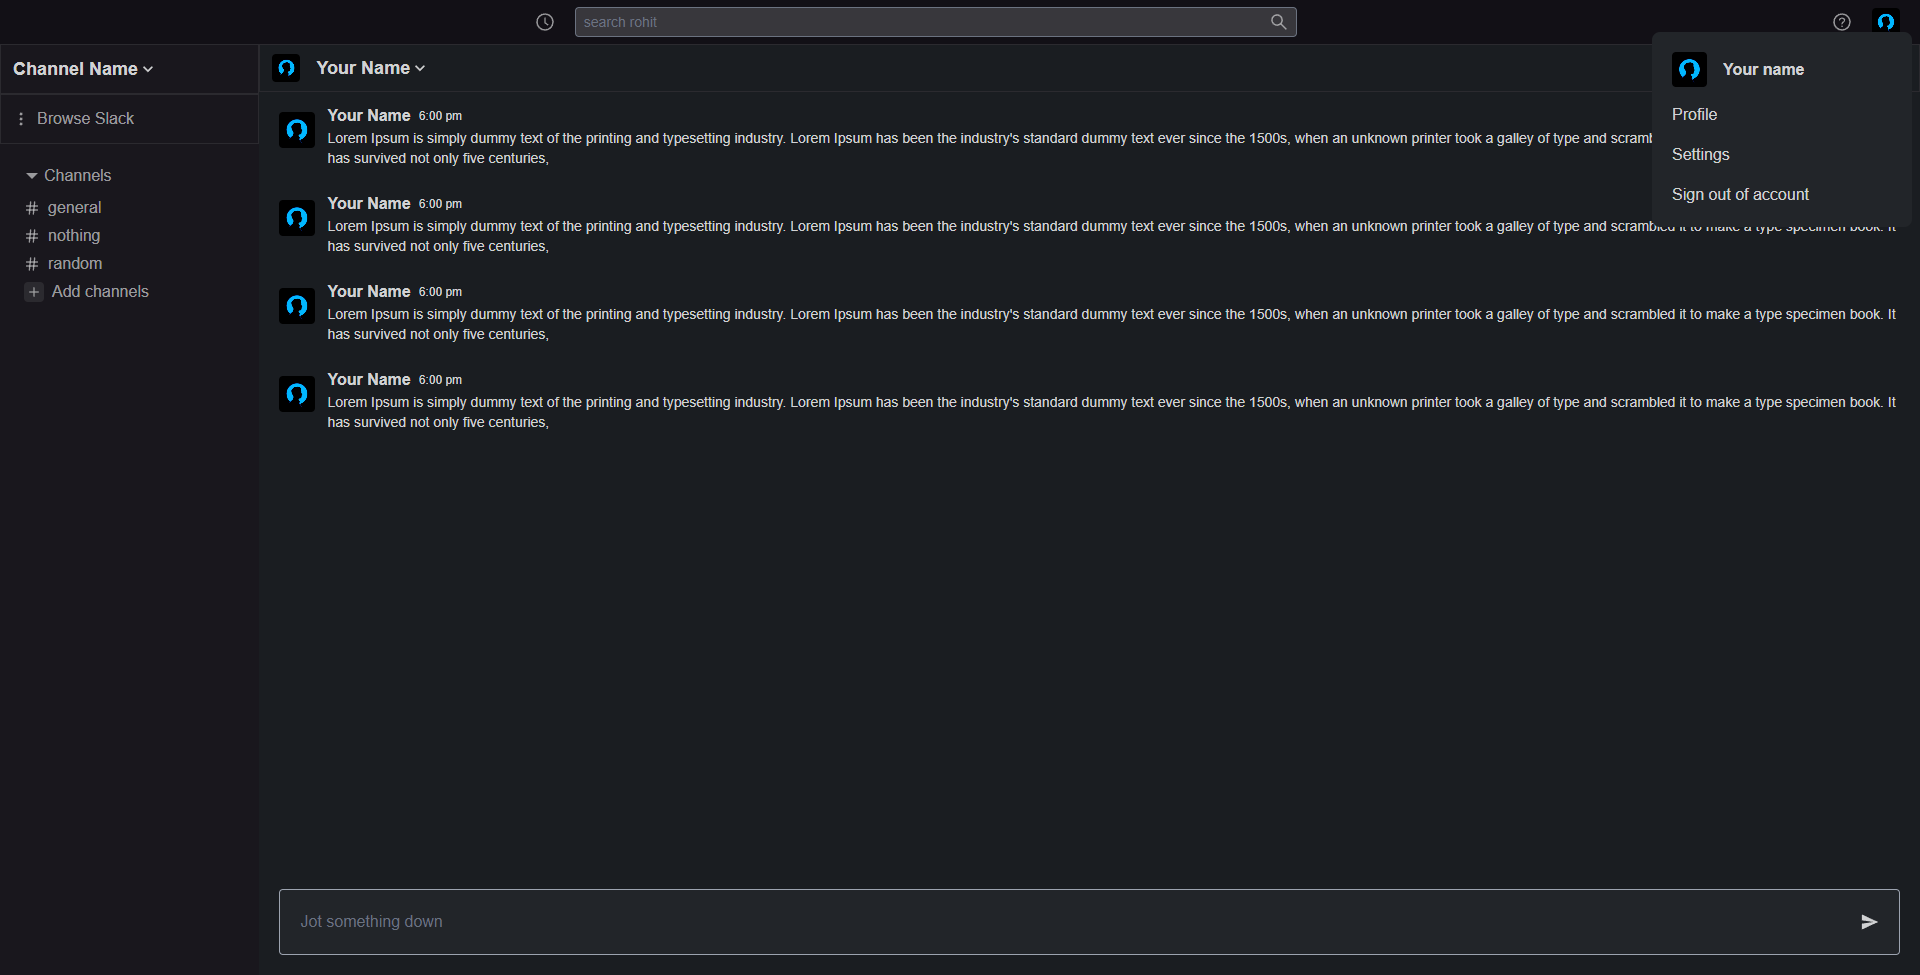 search rohit
Channel Name
Browse Slack
Channels
# general
# nothing
# random
+ Add channels
Your Name
Your Name 6:00 pm
Lorem Ipsum is simply dummy text of the printing and typesetting industry. Lorem Ipsum has been the industry's standard dummy text ever since the 1500s, when an unknown printer took a galley of type and
has survived not only five centuries,
Your Name 6:00 pm
Lorem Ipsum is simply dummy text of the printing and typesetting industry. Lorem Ipsum has been the industry's standard dummy text ever since the 1500s, when an unknown printer took a galley of type and scrambled it to make a type specimen book. It
has survived not only five centuries,
Your Name 6:00 pm
Lorem Ipsum is simply dummy text of the printing and typesetting industry. Lorem Ipsum has been the industry's standard dummy text ever since the 1500s, when an unknown printer took a galley of type and scrambled it to make a type specimen book. It
has survived not only five centuries,
Your Name 6:00 pm
Lorem Ipsum is simply dummy text of the printing and typesetting industry. Lorem Ipsum has been the industry's standard dummy text ever since the 1500s, when an unknown printer took a galley of type and scrambled it to make a type specimen book. It
has survived not only five centuries,
Jot something down
Your name
Profile
Settings
Sign out of account